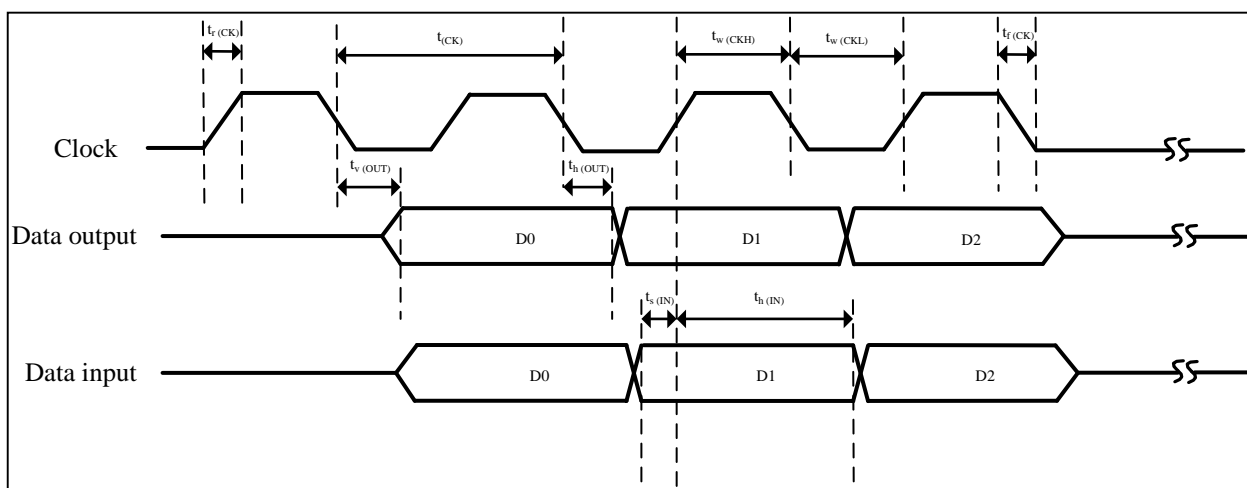 tr (CK)
t(CK)
tw (CKH)
tw (CKL)
tf (CK)
Clock
tv (OUT)
th (OUT)
Data output
D0
D1
D2
ts (IN)
th (IN)
Data input
D0
D1
D2